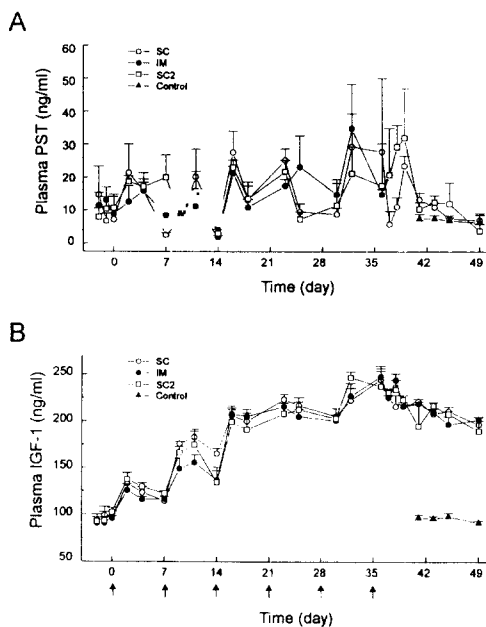 A
Plasma PST (ng/ml)
60
50
40
30
20
10
0
SC
IM
SC2
Control
0 7 14 21 28 35 42 49
Time (day)
B
Plasma IGF-1 (ng/ml)
250
200
150
100
50
SC
IM
SC2
Control
0 7 14 21 28 35 42 49
Time (day)